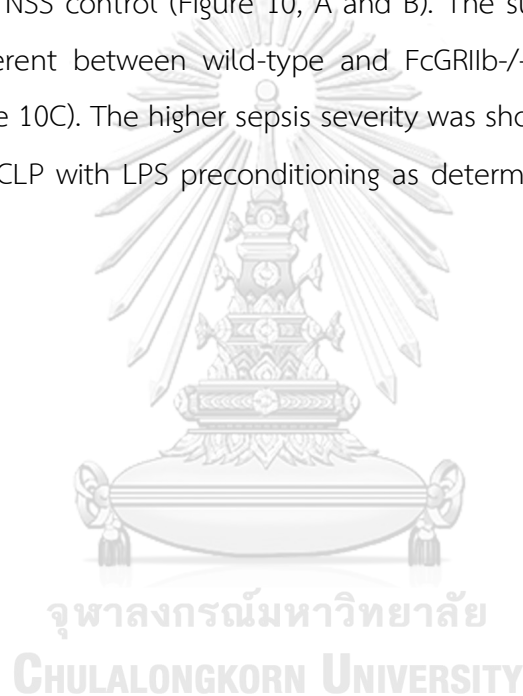 NSS control (Figure 10, A and B). The su
erent between wild-type and FcGRIIb-/-
e 10C). The higher sepsis severity was sho
CLP with LPS preconditioning as determ
จุฬาลงกรณ์มหาวิทยาลัย
CHULALONGKORN UNIVERSITY